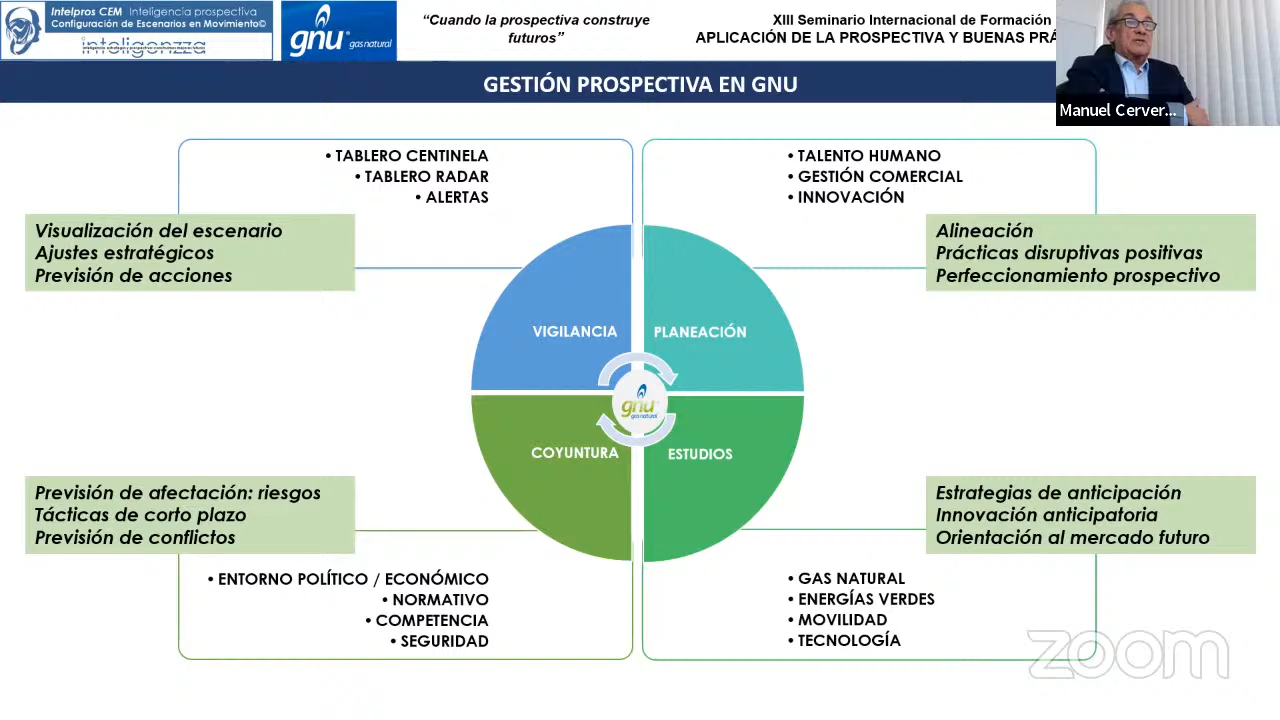 Intelpros CEM Inteligencia prospectiva
Configuración de Escenarios en Movimiento©
inteligenzza
gnu® gas natural
“Cuando la prospectiva construye
futuros”
XIII Seminario Internacional de Formación
APLICACIÓN DE LA PROSPECTIVA Y BUENAS PRÁ
Manuel Cerver...
GESTIÓN PROSPECTIVA EN GNU
• TABLERO CENTINELA
• TABLERO RADAR
• ALERTAS
• TALENTO HUMANO
• GESTIÓN COMERCIAL
• INNOVACIÓN
Visualización del escenario
Ajustes estratégicos
Previsión de acciones
Alineación
Prácticas disruptivas positivas
Perfeccionamiento prospectivo
VIGILANCIA
PLANEACIÓN
gnu
gas natural
COYUNTURA
ESTUDIOS
Previsión de afectación: riesgos
Tácticas de corto plazo
Previsión de conflictos
Estrategias de anticipación
Innovación anticipatoria
Orientación al mercado futuro
• ENTORNO POLÍTICO / ECONÓMICO
• NORMATIVO
• COMPETENCIA
• SEGURIDAD
• GAS NATURAL
• ENERGÍAS VERDES
• MOVILIDAD
• TECNOLOGÍA
zoom